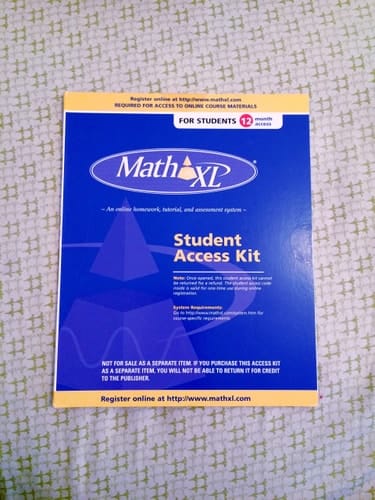 Register online at http://www.mathxl.com
REQUIRED FOR ACCESS TO ONLINE COURSE MATERIALS
FOR STUDENTS 12 month access
Math XL®
– An online homework, tutorial, and assessment system –
Student
Access Kit
Note: Once opened, this student access kit cannot
be returned for a refund. The student access code
inside is valid for one-time use during online
registration.
System Requirements:
Go to http://www.mathxl.com/system.htm for
course-specific requirements.
NOT FOR SALE AS A SEPARATE ITEM. IF YOU PURCHASE THIS ACCESS KIT
AS A SEPARATE ITEM, YOU WILL NOT BE ABLE TO RETURN IT FOR CREDIT
TO THE PUBLISHER.
Register online at http://www.mathxl.com